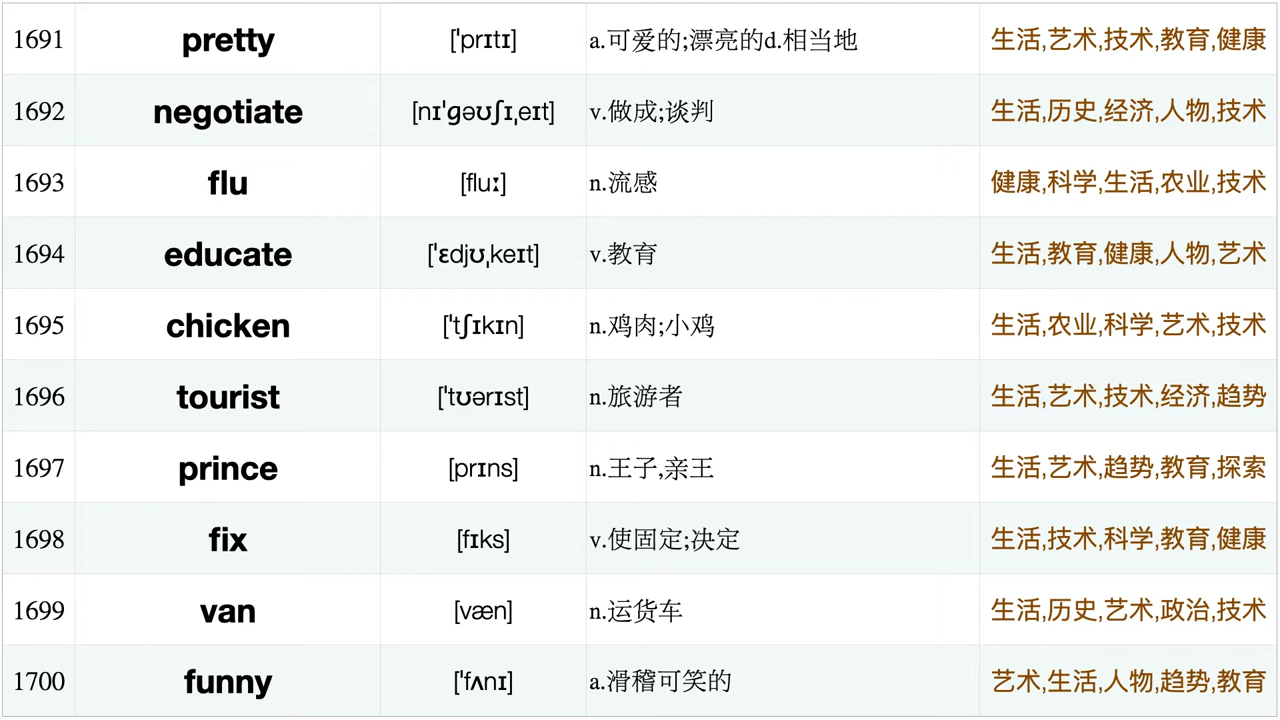 1691 pretty [ˈprɪtɪ] a.可爱的;漂亮的d.相当地 生活,艺术,技术,教育,健康
1692 negotiate [nɪˈɡəʊʃɪˌeɪt] v.做成;谈判 生活,历史,经济,人物,技术
1693 flu [fluː] n.流感 健康,科学,生活,农业,技术
1694 educate [ˈɛdjʊˌkeɪt] v.教育 生活,教育,健康,人物,艺术
1695 chicken [ˈtʃɪkɪn] n.鸡肉;小鸡 生活,农业,科学,艺术,技术
1696 tourist [ˈtʊərɪst] n.旅游者 生活,艺术,技术,经济,趋势
1697 prince [prɪns] n.王子,亲王 生活,艺术,趋势,教育,探索
1698 fix [fɪks] v.使固定;决定 生活,技术,科学,教育,健康
1699 van [væn] n.运货车 生活,历史,艺术,政治,技术
1700 funny [ˈfʌnɪ] a.滑稽可笑的 艺术,生活,人物,趋势,教育